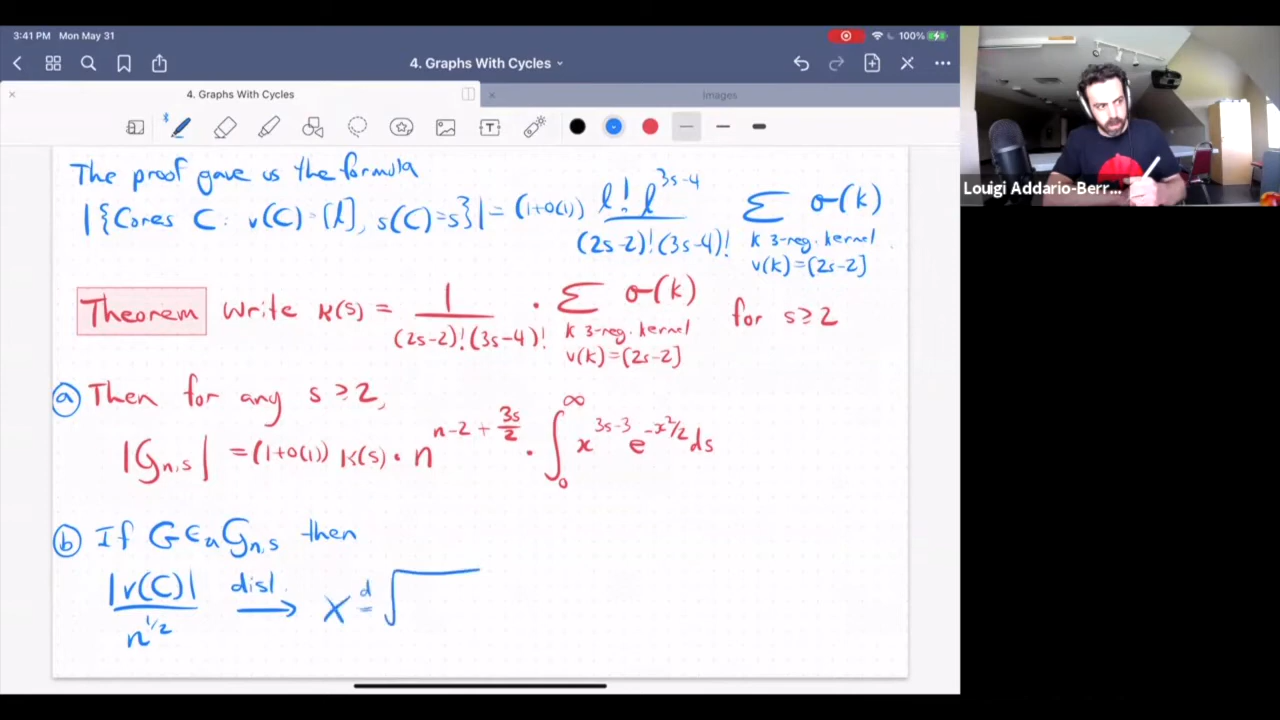 3:41 PM Mon May 31
100%
4. Graphs With Cycles
4. Graphs With Cycles
Images
Louigi Addario-Berr...
The proof gave us the formula
|{Cores C: v(C)=[l], s(C)=s}| = (1+o(1)) l! l^{3s-4} / (2s-2)!(3s-4)! Σ σ(k)
k 3-reg. kernel
v(k)=[2s-2]
Theorem Write κ(s) = 1 / (2s-2)!(3s-4)! · Σ σ(k) for s≥2
k 3-reg. kernel
v(k)=[2s-2]
(a) Then for any s≥2,
|G_{n,s}| = (1+o(1)) κ(s) · n^{n-2+3s/2} · ∫_0^∞ x^{3s-3} e^{-x²/2} ds
(b) If G ∈_u G_{n,s} then
|v(C)| / n^{1/2} dist. → X =^d √